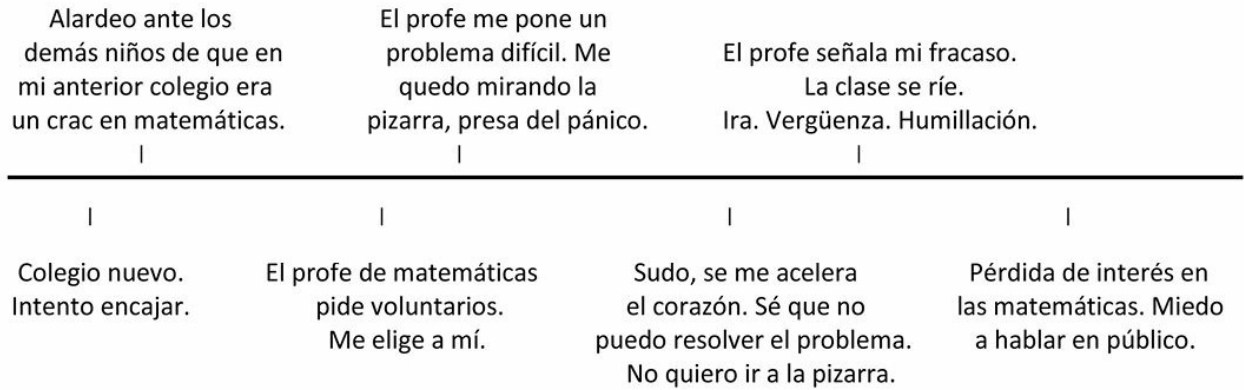 Alardeo ante los
demás niños de que en
mi anterior colegio era
un crac en matemáticas.
El profe me pone un
problema difícil. Me
quedo mirando la
pizarra, presa del pánico.
El profe señala mi fracaso.
La clase se ríe.
Ira. Vergüenza. Humillación.
Colegio nuevo.
Intento encajar.
El profe de matemáticas
pide voluntarios.
Me elige a mí.
Sudo, se me acelera
el corazón. Sé que no
puedo resolver el problema.
No quiero ir a la pizarra.
Pérdida de interés en
las matemáticas. Miedo
a hablar en público.